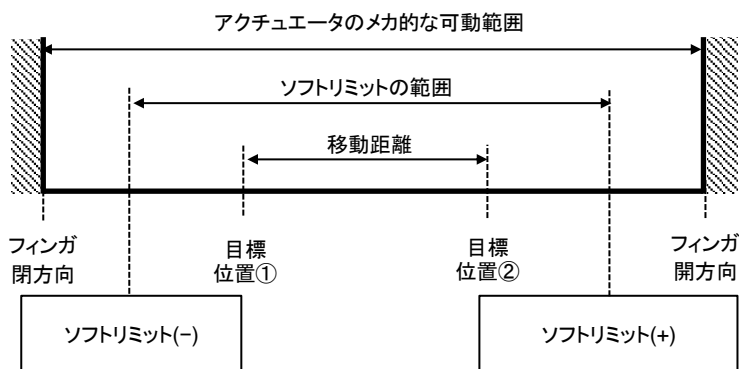 アクチュエータのメカ的な可動範囲
ソフトリミットの範囲
移動距離
フィンガ
閉方向
目標
位置①
目標
位置②
フィンガ
開方向
ソフトリミット(-)
ソフトリミット(+)